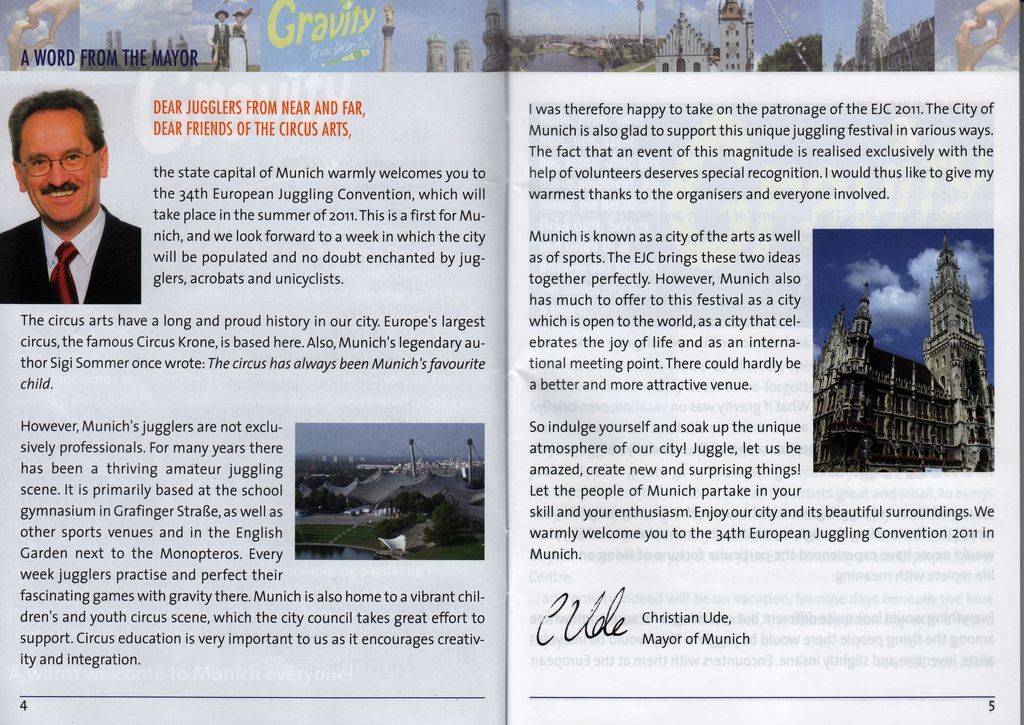 A WORD FROM THE MAYOR
Gravity
DEAR JUGGLERS FROM NEAR AND FAR,
DEAR FRIENDS OF THE CIRCUS ARTS,
the state capital of Munich warmly welcomes you to
the 34th European Juggling Convention, which will
take place in the summer of 2011. This is a first for Mu-
nich, and we look forward to a week in which the city
will be populated and no doubt enchanted by jug-
glers, acrobats and unicyclists.
The circus arts have a long and proud history in our city. Europe's largest
circus, the famous Circus Krone, is based here. Also, Munich's legendary au-
thor Sigi Sommer once wrote: The circus has always been Munich's favourite
child.
However, Munich's jugglers are not exclu-
sively professionals. For many years there
has been a thriving amateur juggling
scene. It is primarily based at the school
gymnasium in Grafinger Straße, as well as
other sports venues and in the English
Garden next to the Monopteros. Every
week jugglers practise and perfect their
fascinating games with gravity there. Munich is also home to a vibrant chil-
dren's and youth circus scene, which the city council takes great effort to
support. Circus education is very important to us as it encourages creativ-
ity and integration.
4
I was therefore happy to take on the patronage of the EJC 2011. The City of
Munich is also glad to support this unique juggling festival in various ways.
The fact that an event of this magnitude is realised exclusively with the
help of volunteers deserves special recognition. I would thus like to give my
warmest thanks to the organisers and everyone involved.
Munich is known as a city of the arts as well
as of sports. The EJC brings these two ideas
together perfectly. However, Munich also
has much to offer to this festival as a city
which is open to the world, as a city that cel-
ebrates the joy of life and as an interna-
tional meeting point. There could hardly be
a better and more attractive venue.
So indulge yourself and soak up the unique
atmosphere of our city! Juggle, let us be
amazed, create new and surprising things!
Let the people of Munich partake in your
skill and your enthusiasm. Enjoy our city and its beautiful surroundings. We
warmly welcome you to the 34th European Juggling Convention 2011 in
Munich.
C Ude
Christian Ude,
Mayor of Munich
5